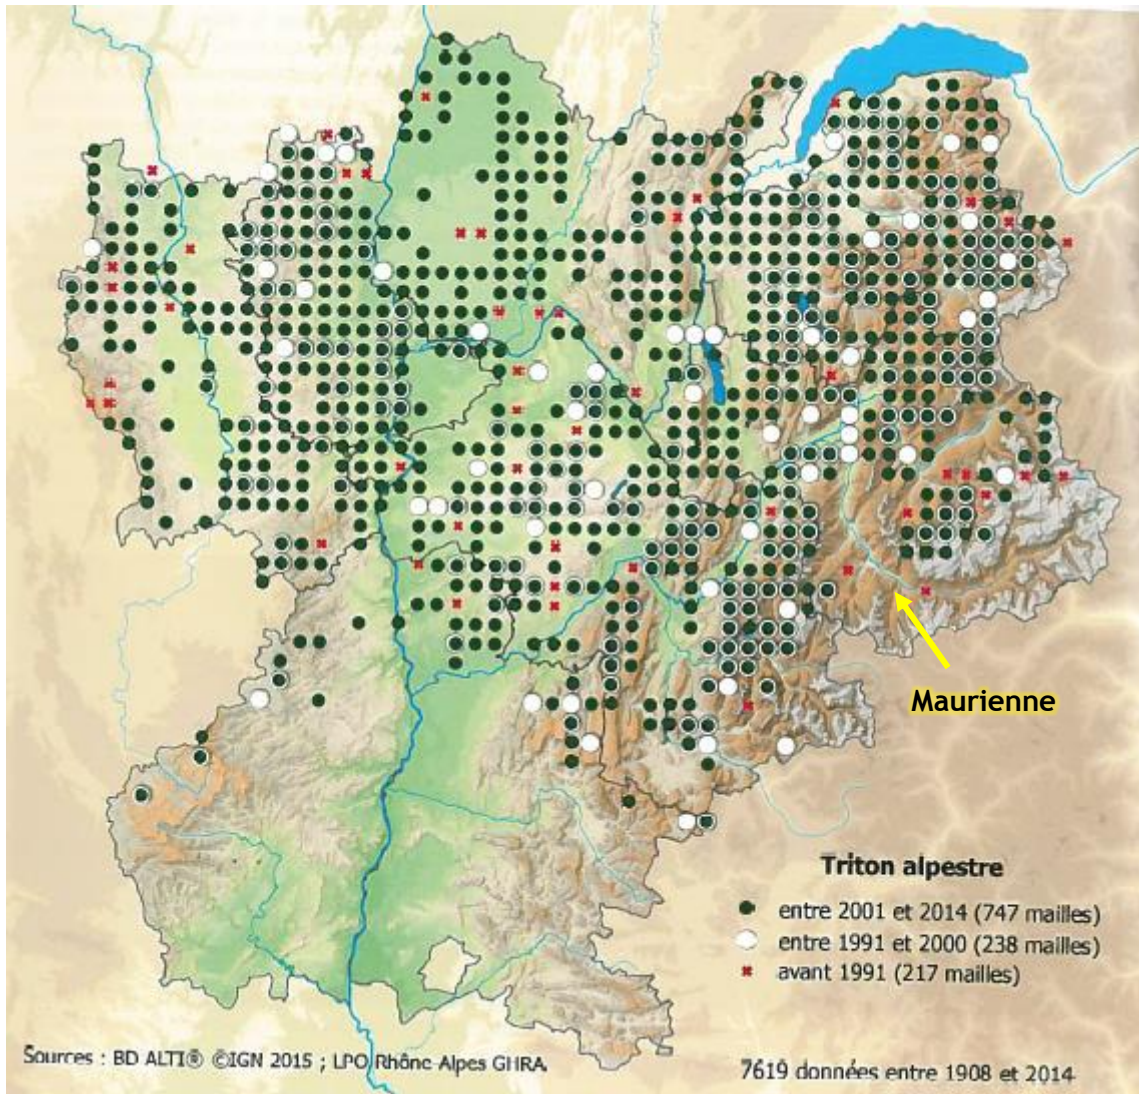 Maurienne
Triton alpestre
entre 2001 et 2014 (747 mailles)
entre 1991 et 2000 (238 mailles)
avant 1991 (217 mailles)
Sources : BD ALTI® ©IGN 2015 ; LPO Rhône-Alpes GHRA
7619 données entre 1908 et 2014